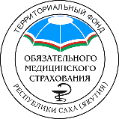 ТЕРРИТОРИАЛЬНЫЙ ФОНД
ОБЯЗАТЕЛЬНОГО
МЕДИЦИНСКОГО
СТРАХОВАНИЯ
РЕСПУБЛИКИ САХА (ЯКУТИЯ)